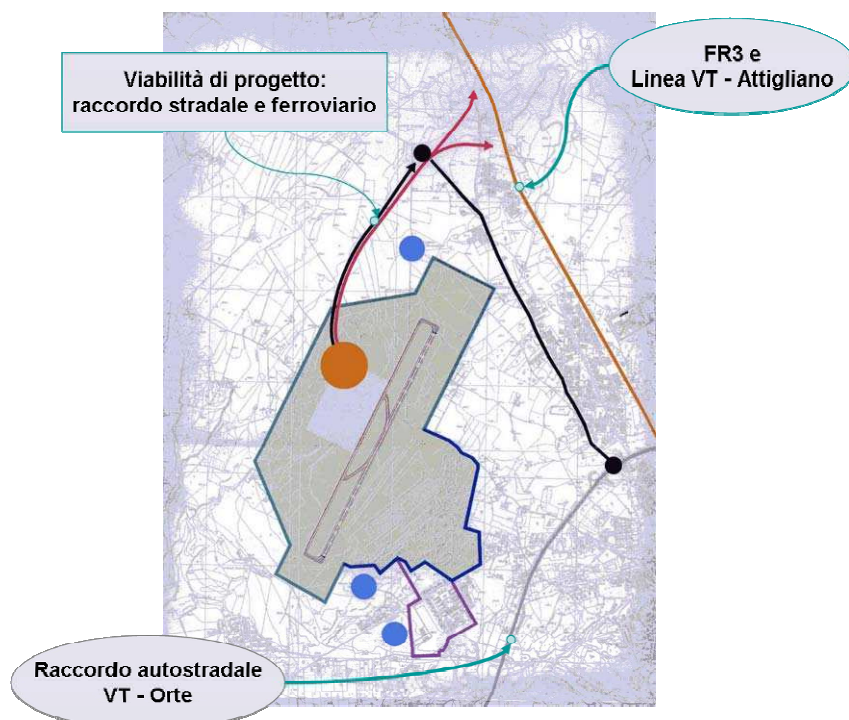 Viabilità di progetto:
raccordo stradale e ferroviario
FR3 e
Linea VT - Attigliano
Raccordo autostradale
VT - Orte